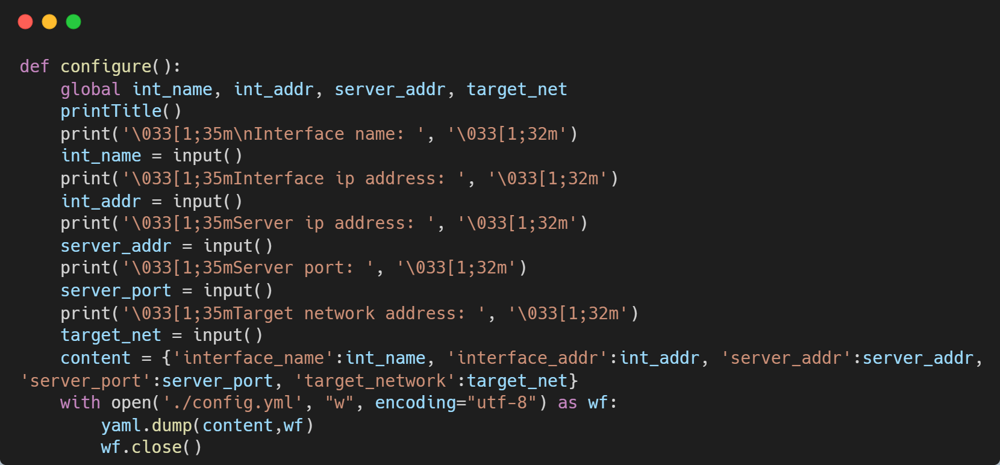 def configure():
    global int_name, int_addr, server_addr, target_net
    printTitle()
    print('\033[1;35m\nInterface name: ', '\033[1;32m')
    int_name = input()
    print('\033[1;35mInterface ip address: ', '\033[1;32m')
    int_addr = input()
    print('\033[1;35mServer ip address: ', '\033[1;32m')
    server_addr = input()
    print('\033[1;35mServer port: ', '\033[1;32m')
    server_port = input()
    print('\033[1;35mTarget network address: ', '\033[1;32m')
    target_net = input()
    content = {'interface_name':int_name, 'interface_addr':int_addr, 'server_addr':server_addr,
'server_port':server_port, 'target_network':target_net}
    with open('./config.yml', "w", encoding="utf-8") as wf:
        yaml.dump(content,wf)
        wf.close()